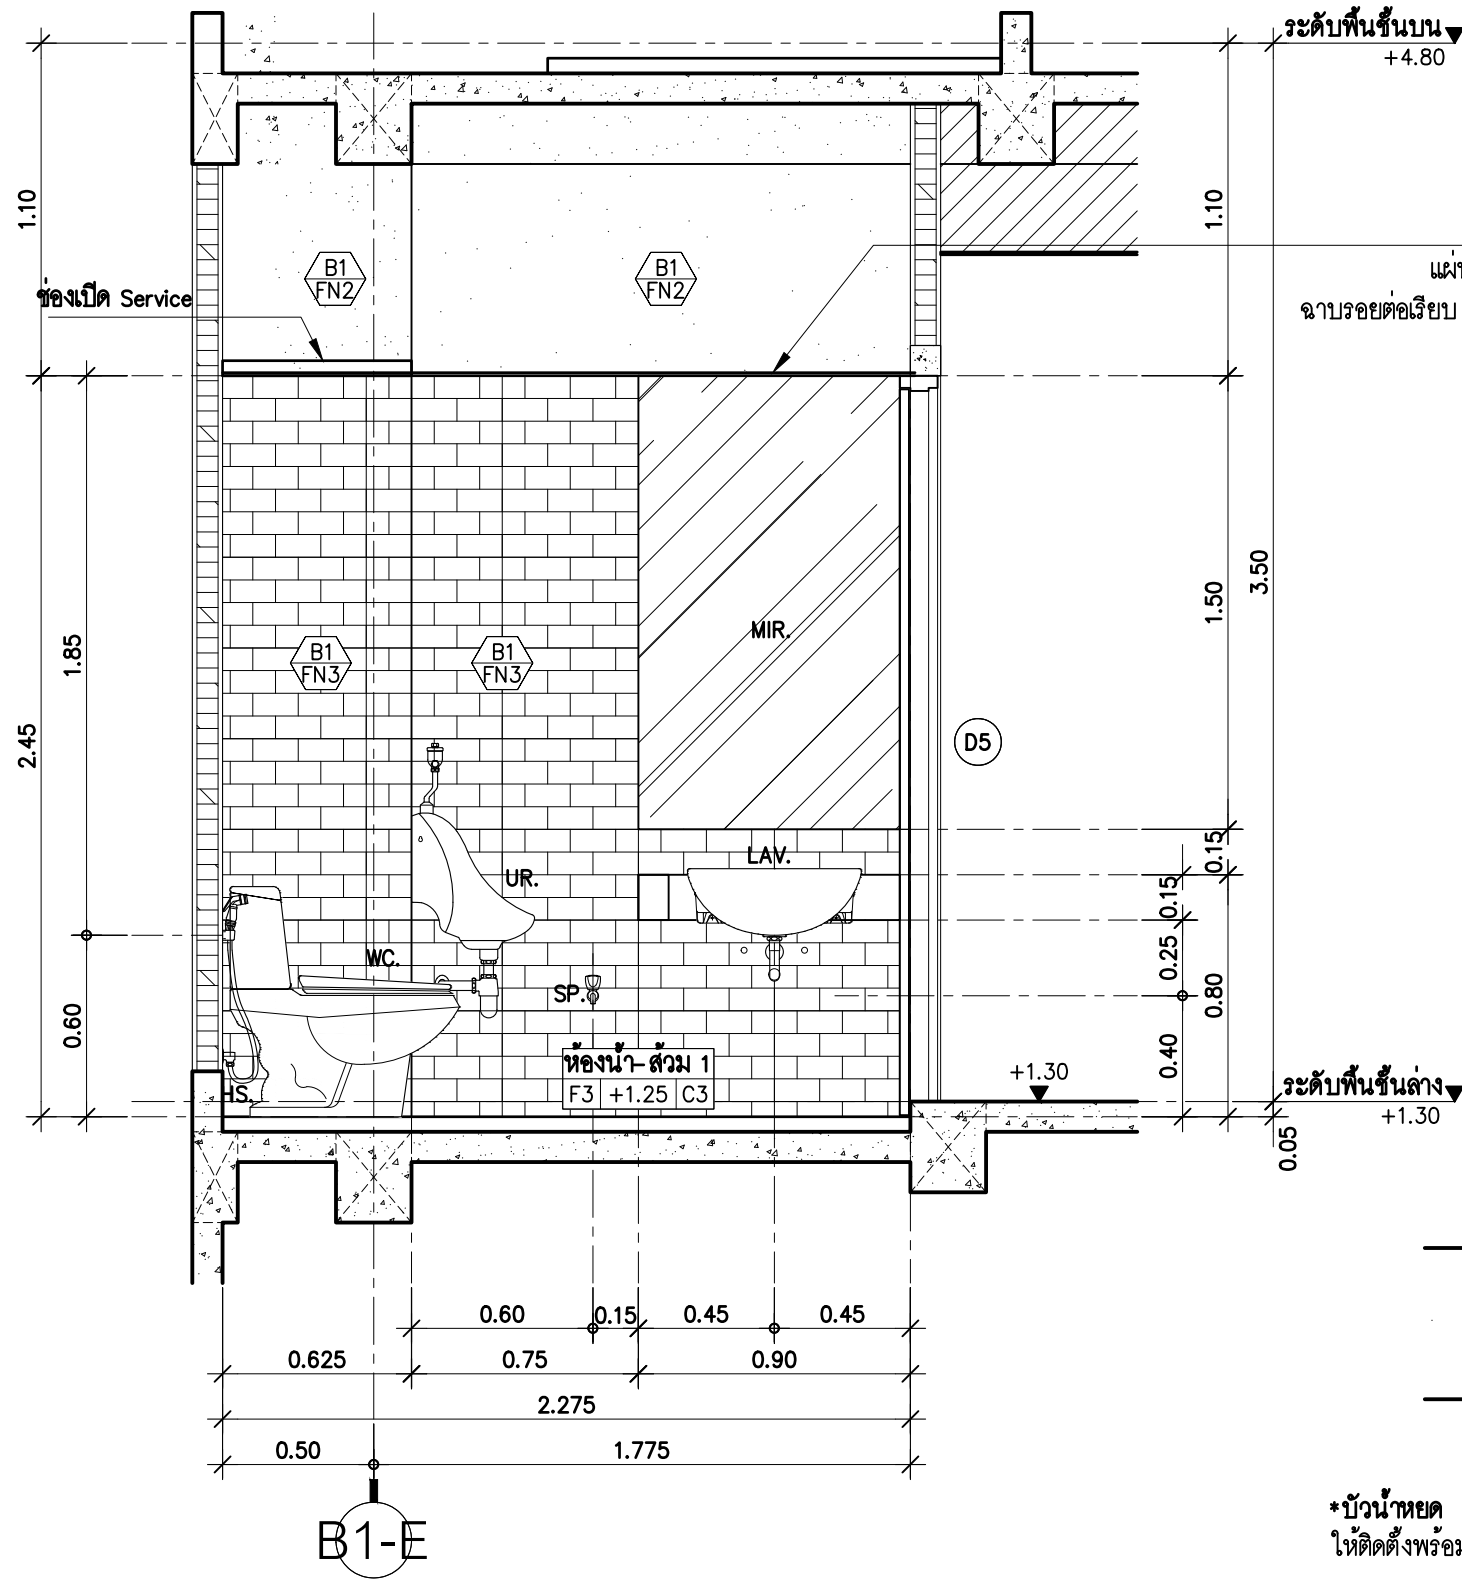 ระดับพื้นชั้นบน
+4.80
1.10
1.10
B1
FN2
B1
FN2
แผ่น
ช่องเปิด Service
ฉาบรอยต่อเรียบ
1.85
2.45
0.60
1.50
3.50
MIR.
B1
FN3
B1
FN3
D5
LAV.
UR.
WC.
SP.
HS.
0.15
0.15
0.25
0.80
0.40
0.05
ห้องน้ำ-ส้วม 1
F3 +1.25 C3
+1.30
ระดับพื้นชั้นล่าง
+1.30
0.60 0.15 0.45 0.45
0.625 0.75 0.90
2.275
0.50 1.775
B1-E
*บัวน้ำหยด
ให้ติดตั้งพร้อม